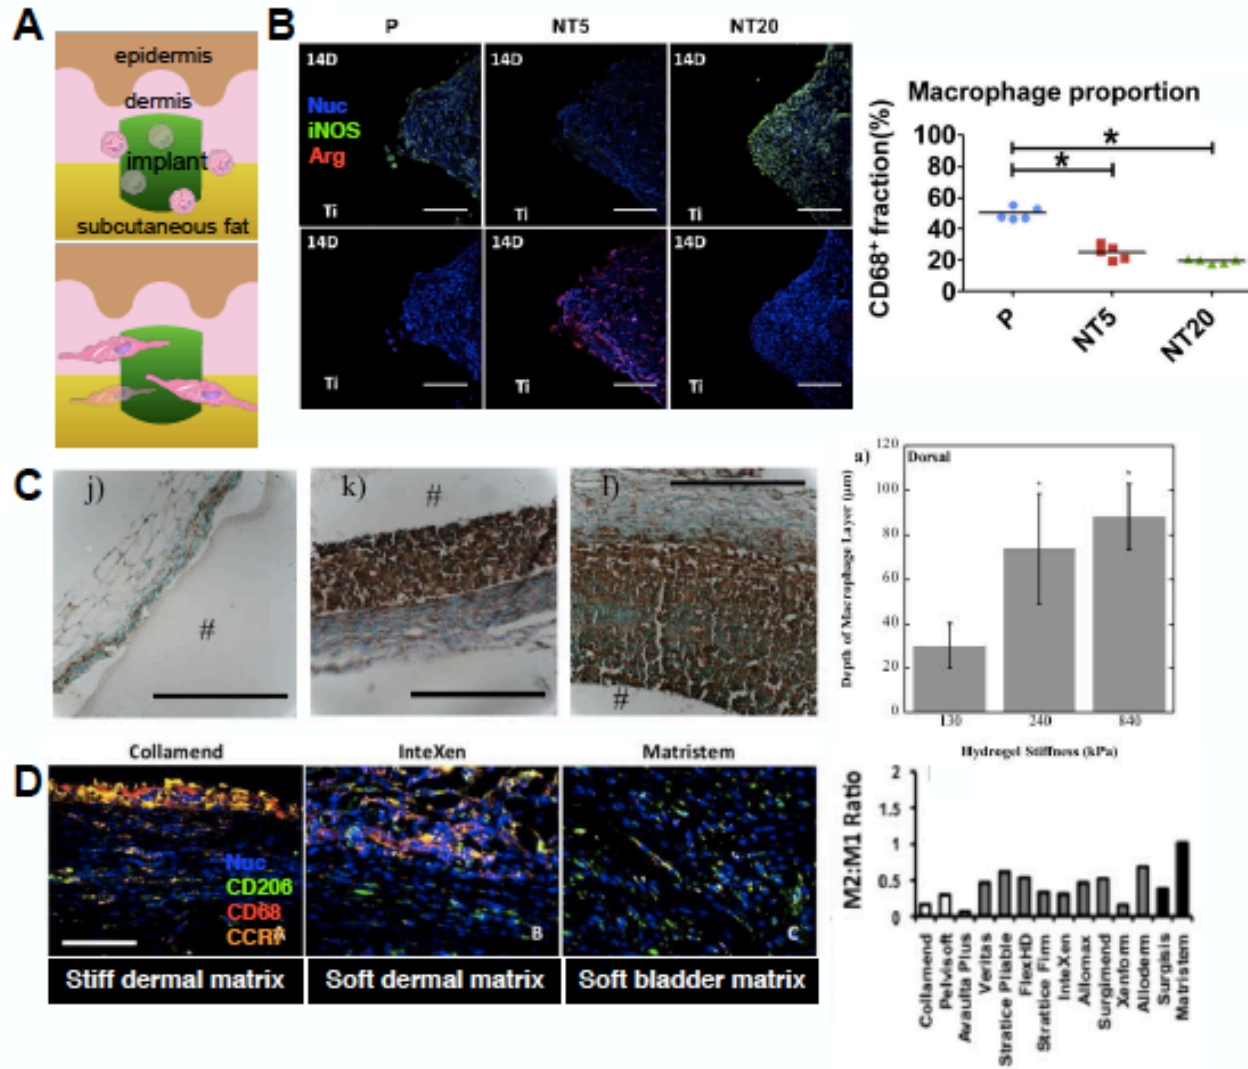 A
epidermis
dermis
implant
subcutaneous fat
B
P
NT5
NT20
14D
14D
14D
Nuc
iNOS
Arg
Ti
Ti
Ti
14D
14D
14D
Ti
Ti
Ti
Macrophage proportion
CD68+ fraction(%)
100
80
60
40
20
0
*
*
P
NT5
NT20
C
j)
#
k)
#
l)
#
a)
Dorsal
Depth of Macrophage Layer (μm)
120
100
80
60
40
20
0
130
240
840
Hydrogel Stiffness (kPa)
D
Collamend
InteXen
Matristem
Nuc
CD206
CD68
A
B
C
Stiff dermal matrix
Soft dermal matrix
Soft bladder matrix
M2:M1 Ratio
2
1.5
1
0.5
0
Collamend
Pelvisoft
Avaulta Plus
Veritas
Stratice Pliable
FlexHD
Strattice Firm
InteXen
Allomax
Surgimend
Xenform
Alloderm
Surgisis
Matristem